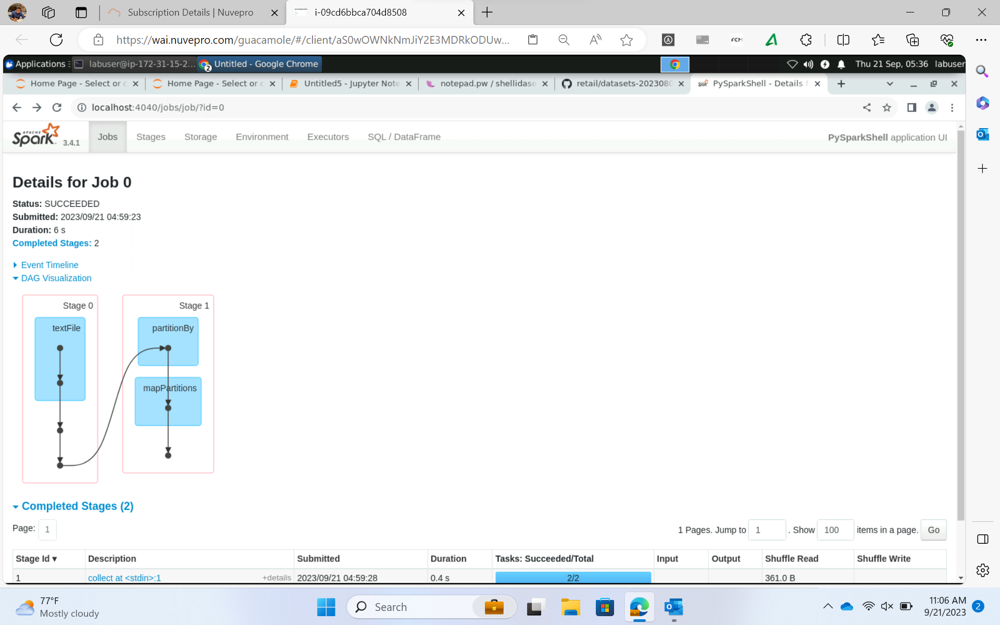 Subscription Details | Nuvepro
i-09cd6bbca704d8508
https://wai.nuvepro.com/guacamole/#/client/aS0wOWNkNmJiY2E3MDRkODUw...
FCM
Applications
labuser@ip-172-31-15-2...
2
Untitled - Google Chrome
Thu 21 Sep, 05:36 labuser
Home Page - Select or c
Home Page - Select or c
Untitled5 - Jupyter Note
notepad.pw / shellidase
retail/datasets-2023080
PySparkShell - Details f
localhost:4040/jobs/job/?id=0
APACHE Spark 3.4.1
Jobs
Stages
Storage
Environment
Executors
SQL / DataFrame
PySparkShell application UI
Details for Job 0
Status: SUCCEEDED
Submitted: 2023/09/21 04:59:23
Duration: 6 s
Completed Stages: 2
Event Timeline
DAG Visualization
Stage 0
textFile
Stage 1
partitionBy
mapPartitions
Completed Stages (2)
Page: 1
1 Pages. Jump to 1 . Show 100 items in a page. Go
Stage Id ▾ Description Submitted Duration Tasks: Succeeded/Total Input Output Shuffle Read Shuffle Write
1 collect at <stdin>:1 +details 2023/09/21 04:59:28 0.4 s 2/2 361.0 B
77°F
Mostly cloudy
Search
11:06 AM
9/21/2023
2